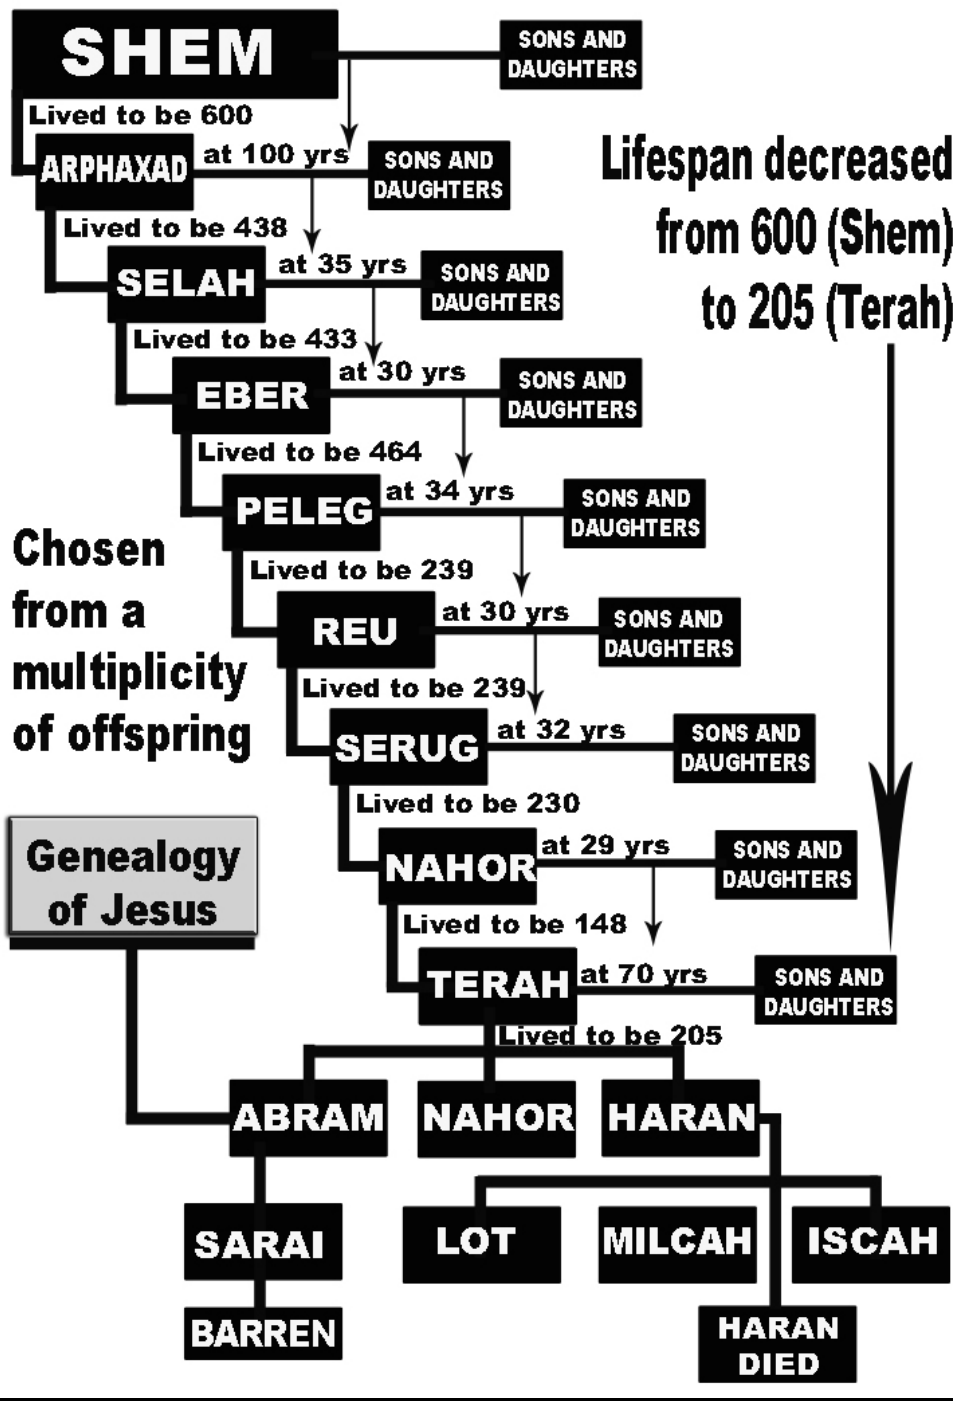 SHEM
SONS AND
DAUGHTERS
Lived to be 600
ARPHAXAD
at 100 yrs
SONS AND
DAUGHTERS
Lifespan decreased
from 600 (Shem)
to 205 (Terah)
Lived to be 438
SELAH
at 35 yrs
SONS AND
DAUGHTERS
Lived to be 433
EBER
at 30 yrs
SONS AND
DAUGHTERS
Lived to be 464
PELEG
at 34 yrs
SONS AND
DAUGHTERS
Chosen
from a
multiplicity
of offspring
Lived to be 239
REU
at 30 yrs
SONS AND
DAUGHTERS
Lived to be 239
SERUG
at 32 yrs
SONS AND
DAUGHTERS
Lived to be 230
NAHOR
at 29 yrs
SONS AND
DAUGHTERS
Genealogy
of Jesus
Lived to be 148
TERAH
at 70 yrs
SONS AND
DAUGHTERS
Lived to be 205
ABRAM
NAHOR
HARAN
SARAI
LOT
MILCAH
ISCAH
BARREN
HARAN
DIED